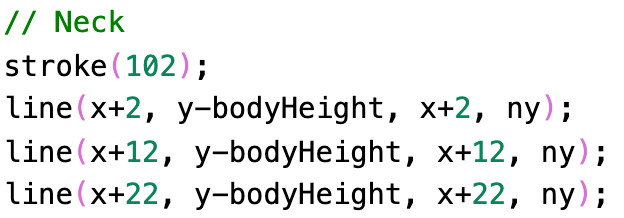 // Neck
stroke(102);
line(x+2, y-bodyHeight, x+2, ny);
line(x+12, y-bodyHeight, x+12, ny);
line(x+22, y-bodyHeight, x+22, ny);